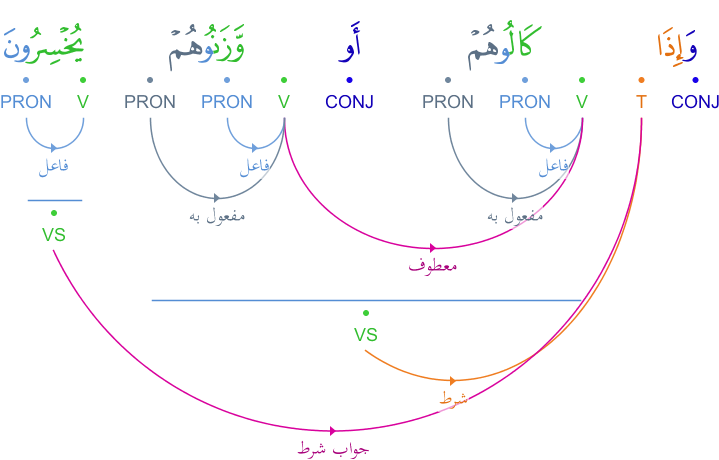 وَإِذَا كَالُوهُمْ أَو وَّزَنُوهُمْ يُخْسِرُونَ
CONJ T V PRON PRON CONJ V PRON PRON V PRON
فاعل فاعل فاعل
مفعول به مفعول به
VS
معطوف
VS
شرط
جواب شرط